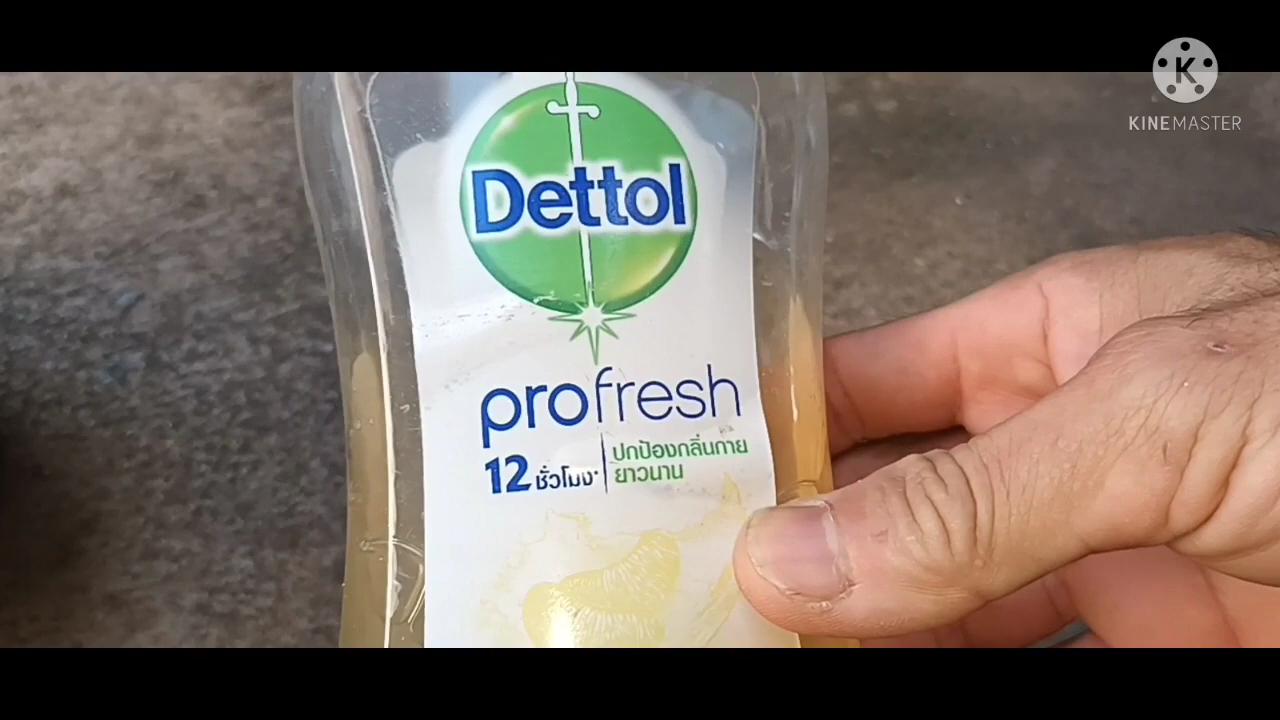 KINEMASTER
Dettol
profresh
12 ชั่วโมง*
ปกป้องกลิ่นกาย
ยาวนาน